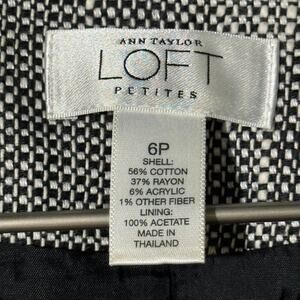 ANN TAYLOR
LOFT
PETITES
6P
SHELL:
56% COTTON
37% RAYON
6% ACRYLIC
1% OTHER FIBER
LINING:
100% ACETATE
MADE IN
THAILAND